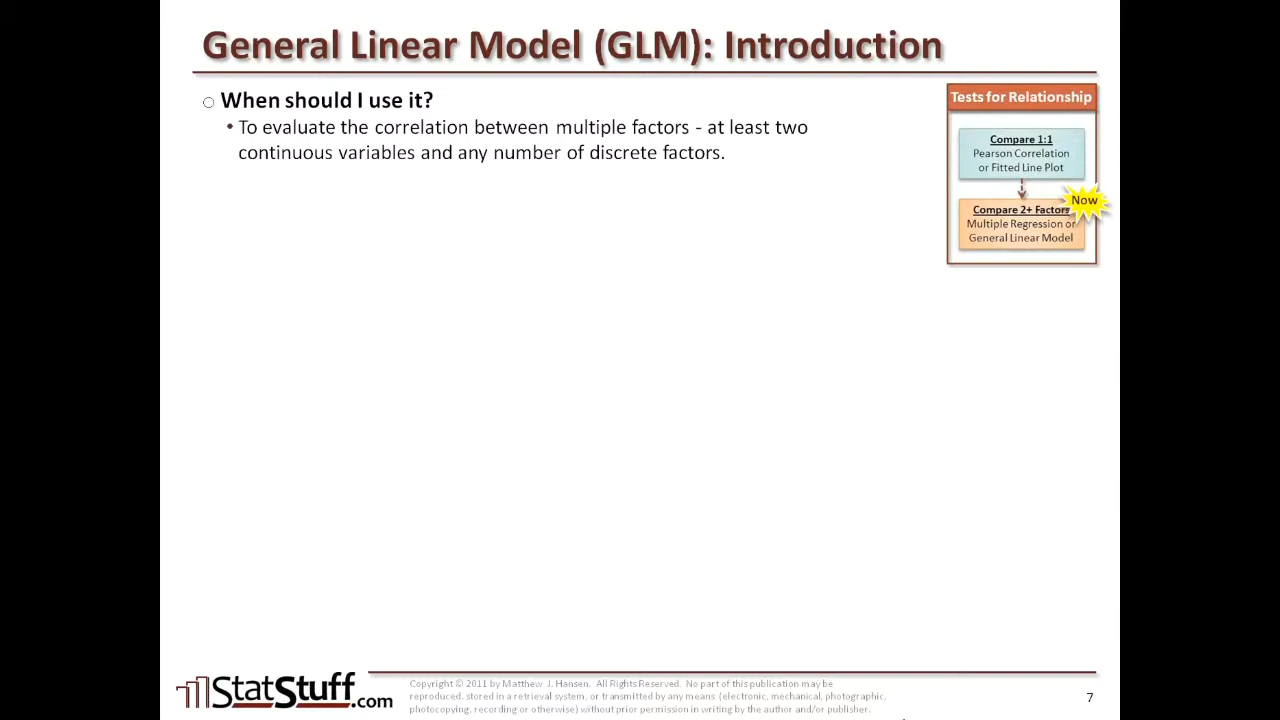 General Linear Model (GLM): Introduction
When should I use it?
• To evaluate the correlation between multiple factors - at least two
continuous variables and any number of discrete factors.
Tests for Relationship
Compare 1:1
Pearson Correlation
or Fitted Line Plot
Now
Compare 2+ Factors
Multiple Regression or
General Linear Model
StatStuff.com
Copyright © 2011 by Matthew J. Hansen. All Rights Reserved. No part of this publication may be
reproduced, stored in a retrieval system, or transmitted by any means (electronic, mechanical, photographic,
photocopying, recording or otherwise) without prior permission in writing by the author and/or publisher.
7